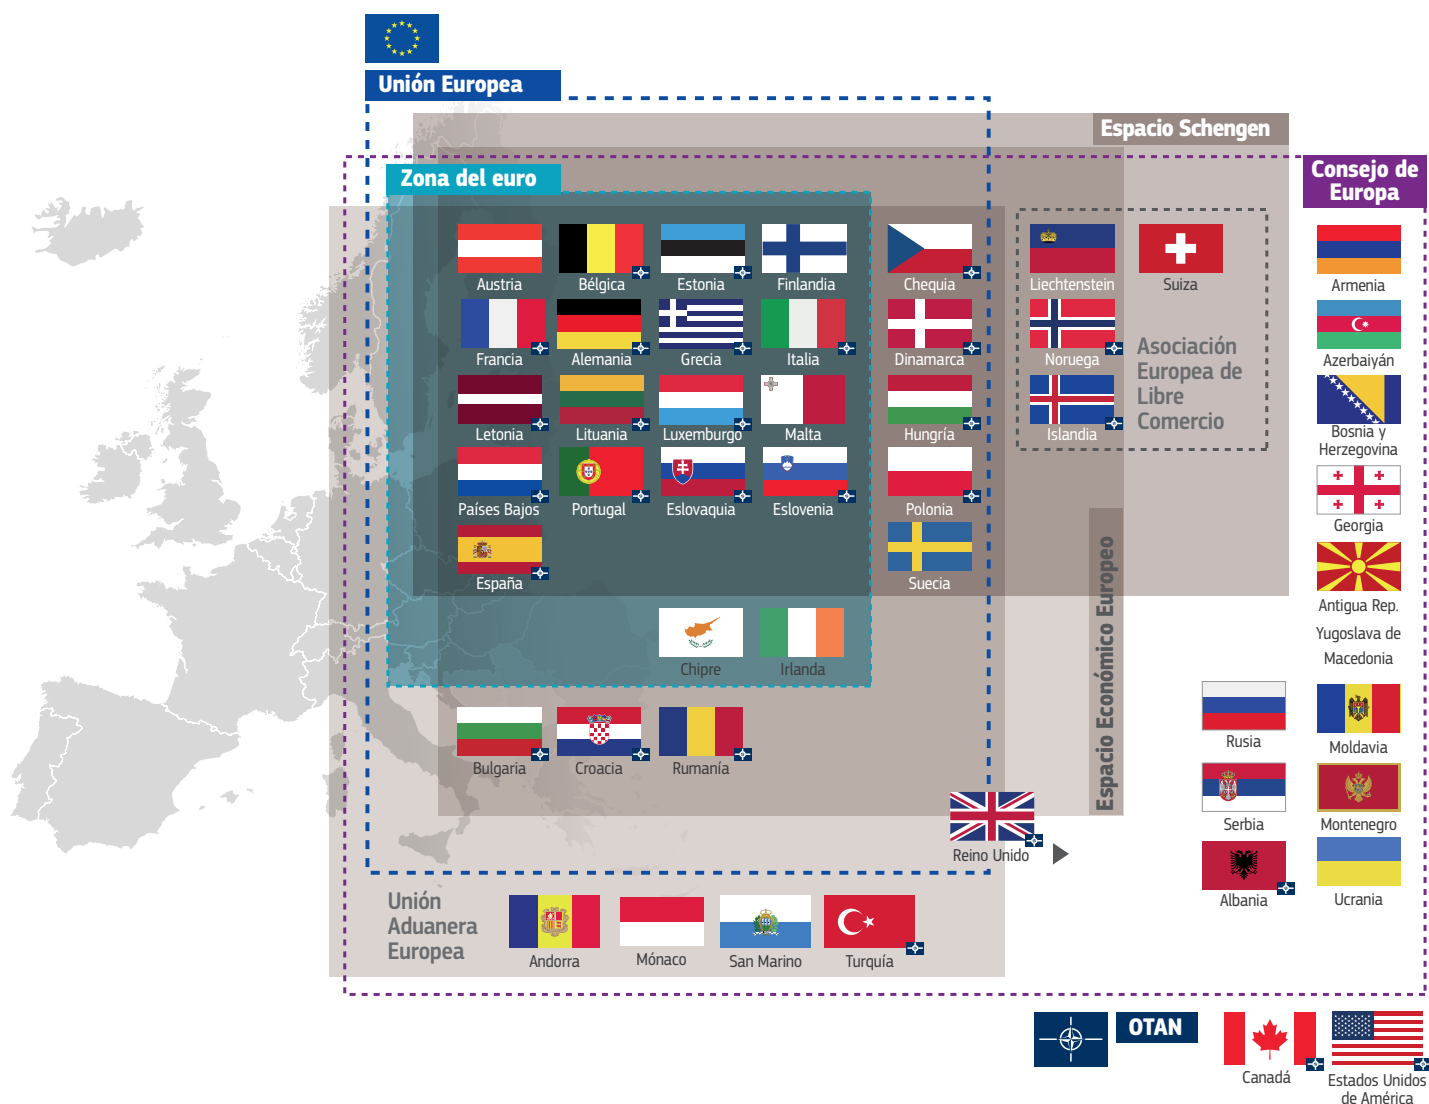 Unión Europea
Espacio Schengen
Consejo de
Europa
Zona del euro
Austria
Bélgica
Estonia
Finlandia
Chequia
Liechtenstein
Suiza
Armenia
Francia
Alemania
Grecia
Italia
Dinamarca
Noruega
Asociación
Europea de
Libre
Comercio
Azerbaiyán
Letonia
Lituania
Luxemburgo
Malta
Hungría
Islandia
Bosnia y
Herzegovina
Países Bajos
Portugal
Eslovaquia
Eslovenia
Polonia
Georgia
España
Suecia
Antigua Rep.
Yugoslava de
Macedonia
Chipre
Irlanda
Espacio Económico Europeo
Rusia
Moldavia
Bulgaria
Croacia
Rumanía
Serbia
Montenegro
Reino Unido
Albania
Ucrania
Unión
Aduanera
Europea
Andorra
Mónaco
San Marino
Turquía
OTAN
Canadá
Estados Unidos
de América